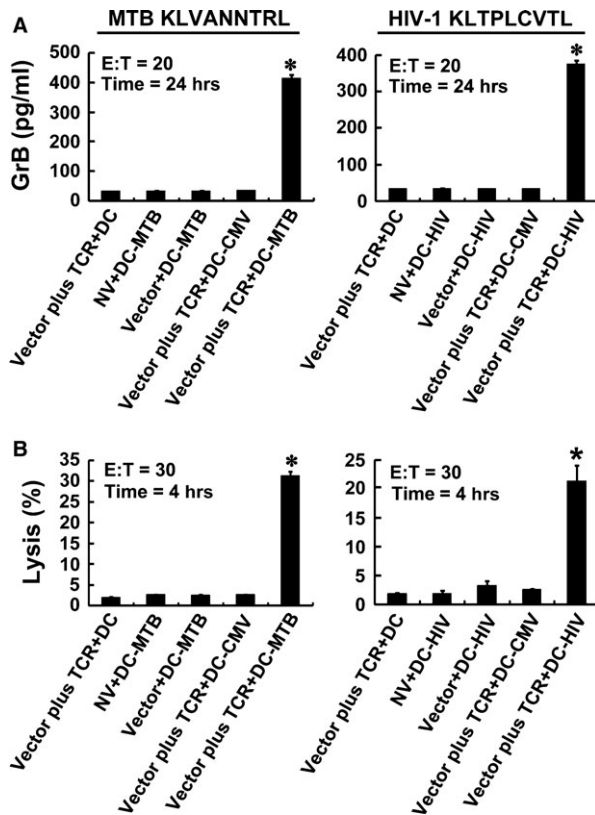 A
MTB KLVANNTRL
HIV-1 KLTPLCVTL
GrB (pg/ml)
500
400
300
200
100
0
E:T = 20
Time = 24 hrs
*
Vector plus TCR+DC
NV+DC-MTB
Vector+DC-MTB
Vector plus TCR+DC-CMV
Vector plus TCR+DC-MTB
400
300
200
100
0
E:T = 20
Time = 24 hrs
*
Vector plus TCR+DC
NV+DC-HIV
Vector+DC-HIV
Vector plus TCR+DC-CMV
Vector plus TCR+DC-HIV
B
Lysis (%)
35
30
25
20
15
10
5
0
E:T = 30
Time = 4 hrs
*
Vector plus TCR+DC
NV+DC-MTB
Vector+DC-MTB
Vector plus TCR+DC-CMV
Vector plus TCR+DC-MTB
25
20
15
10
5
0
E:T = 30
Time = 4 hrs
*
Vector plus TCR+DC
NV+DC-HIV
Vector+DC-HIV
Vector plus TCR+DC-CMV
Vector plus TCR+DC-HIV